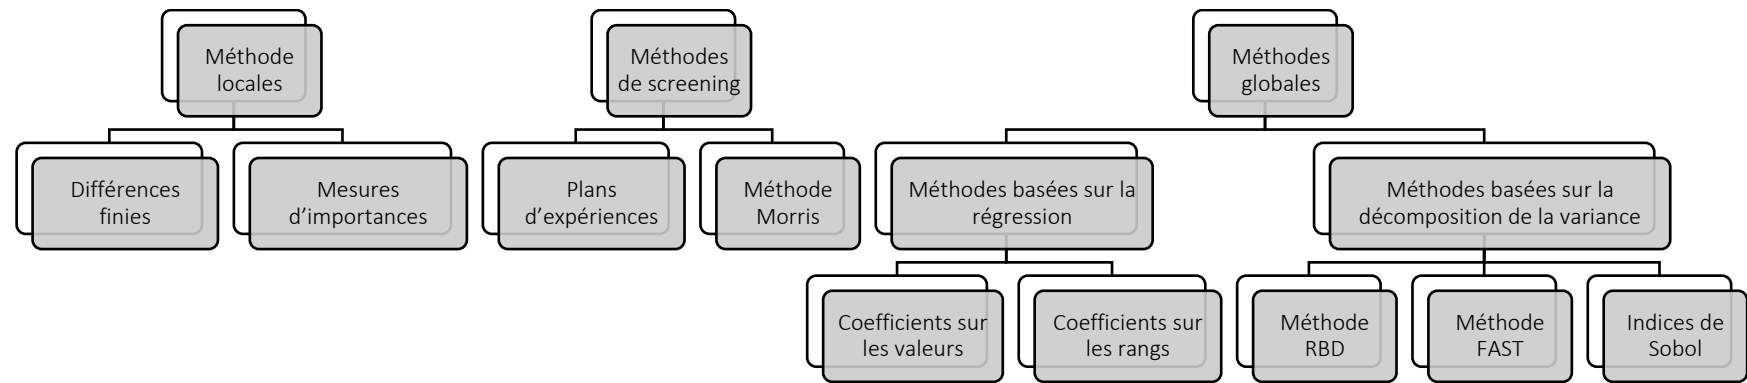 Méthode
locales
Méthodes
de screening
Méthodes
globales
Différences
finies
Mesures
d’importances
Plans
d’expériences
Méthode
Morris
Méthodes basées sur la
régression
Méthodes basées sur la
décomposition de la variance
Coefficients sur
les valeurs
Coefficients sur
les rangs
Méthode
RBD
Méthode
FAST
Indices de
Sobol